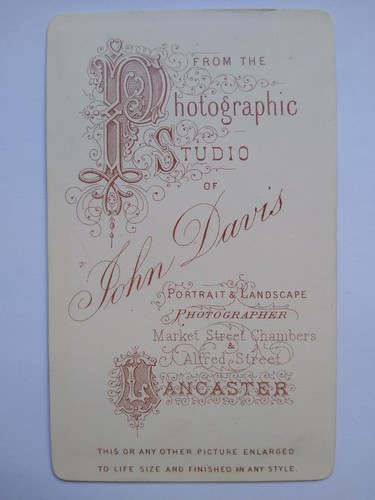 FROM THE
Photographic
STUDIO
OF
John Davis
PORTRAIT & LANDSCAPE
PHOTOGRAPHER
Market Street Chambers
&
Alfred Street
LANCASTER
THIS OR ANY OTHER PICTURE ENLARGED
TO LIFE SIZE AND FINISHED IN ANY STYLE.